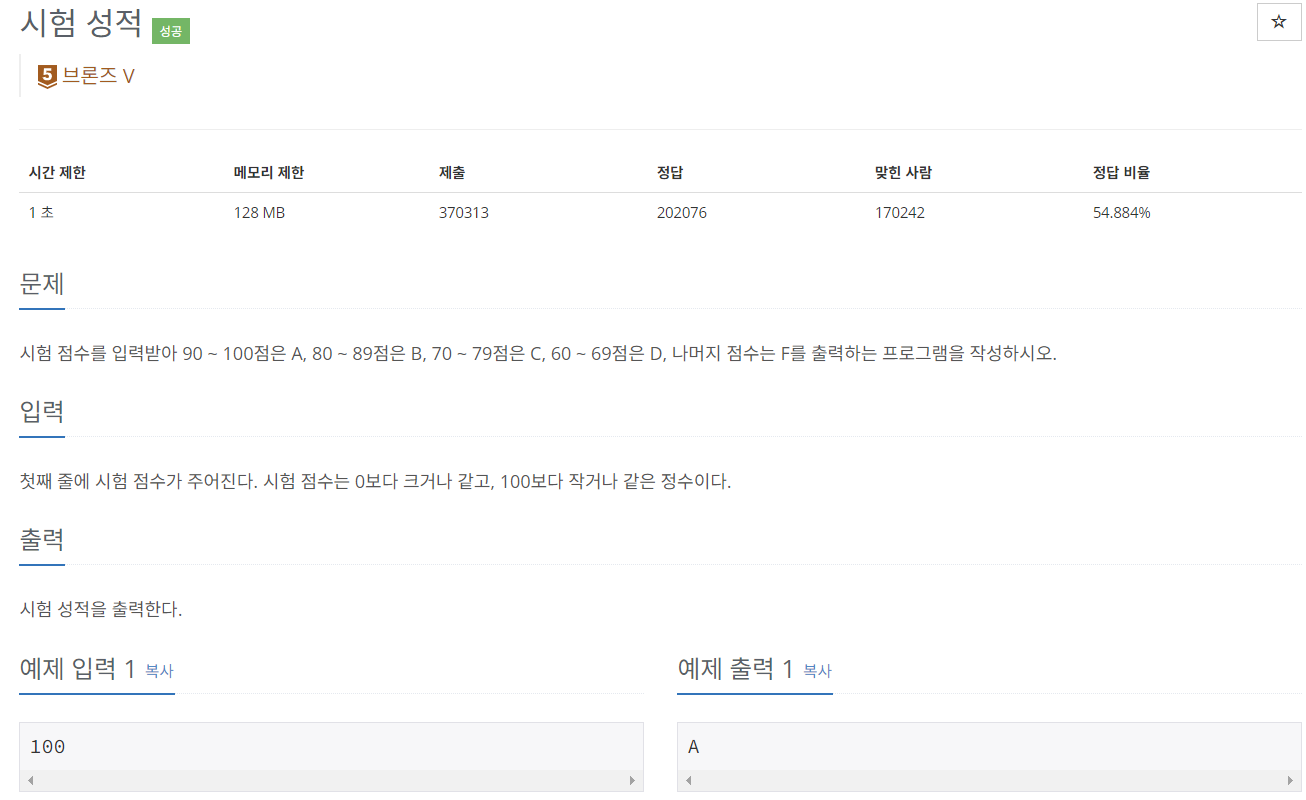 시험 성적 성공
☆
5 브론즈 V
시간 제한 메모리 제한 제출 정답 맞힌 사람 정답 비율
1 초 128 MB 370313 202076 170242 54.884%
문제
시험 점수를 입력받아 90 ~ 100점은 A, 80 ~ 89점은 B, 70 ~ 79점은 C, 60 ~ 69점은 D, 나머지 점수는 F를 출력하는 프로그램을 작성하시오.
입력
첫째 줄에 시험 점수가 주어진다. 시험 점수는 0보다 크거나 같고, 100보다 작거나 같은 정수이다.
출력
시험 성적을 출력한다.
예제 입력 1 복사
100
예제 출력 1 복사
A